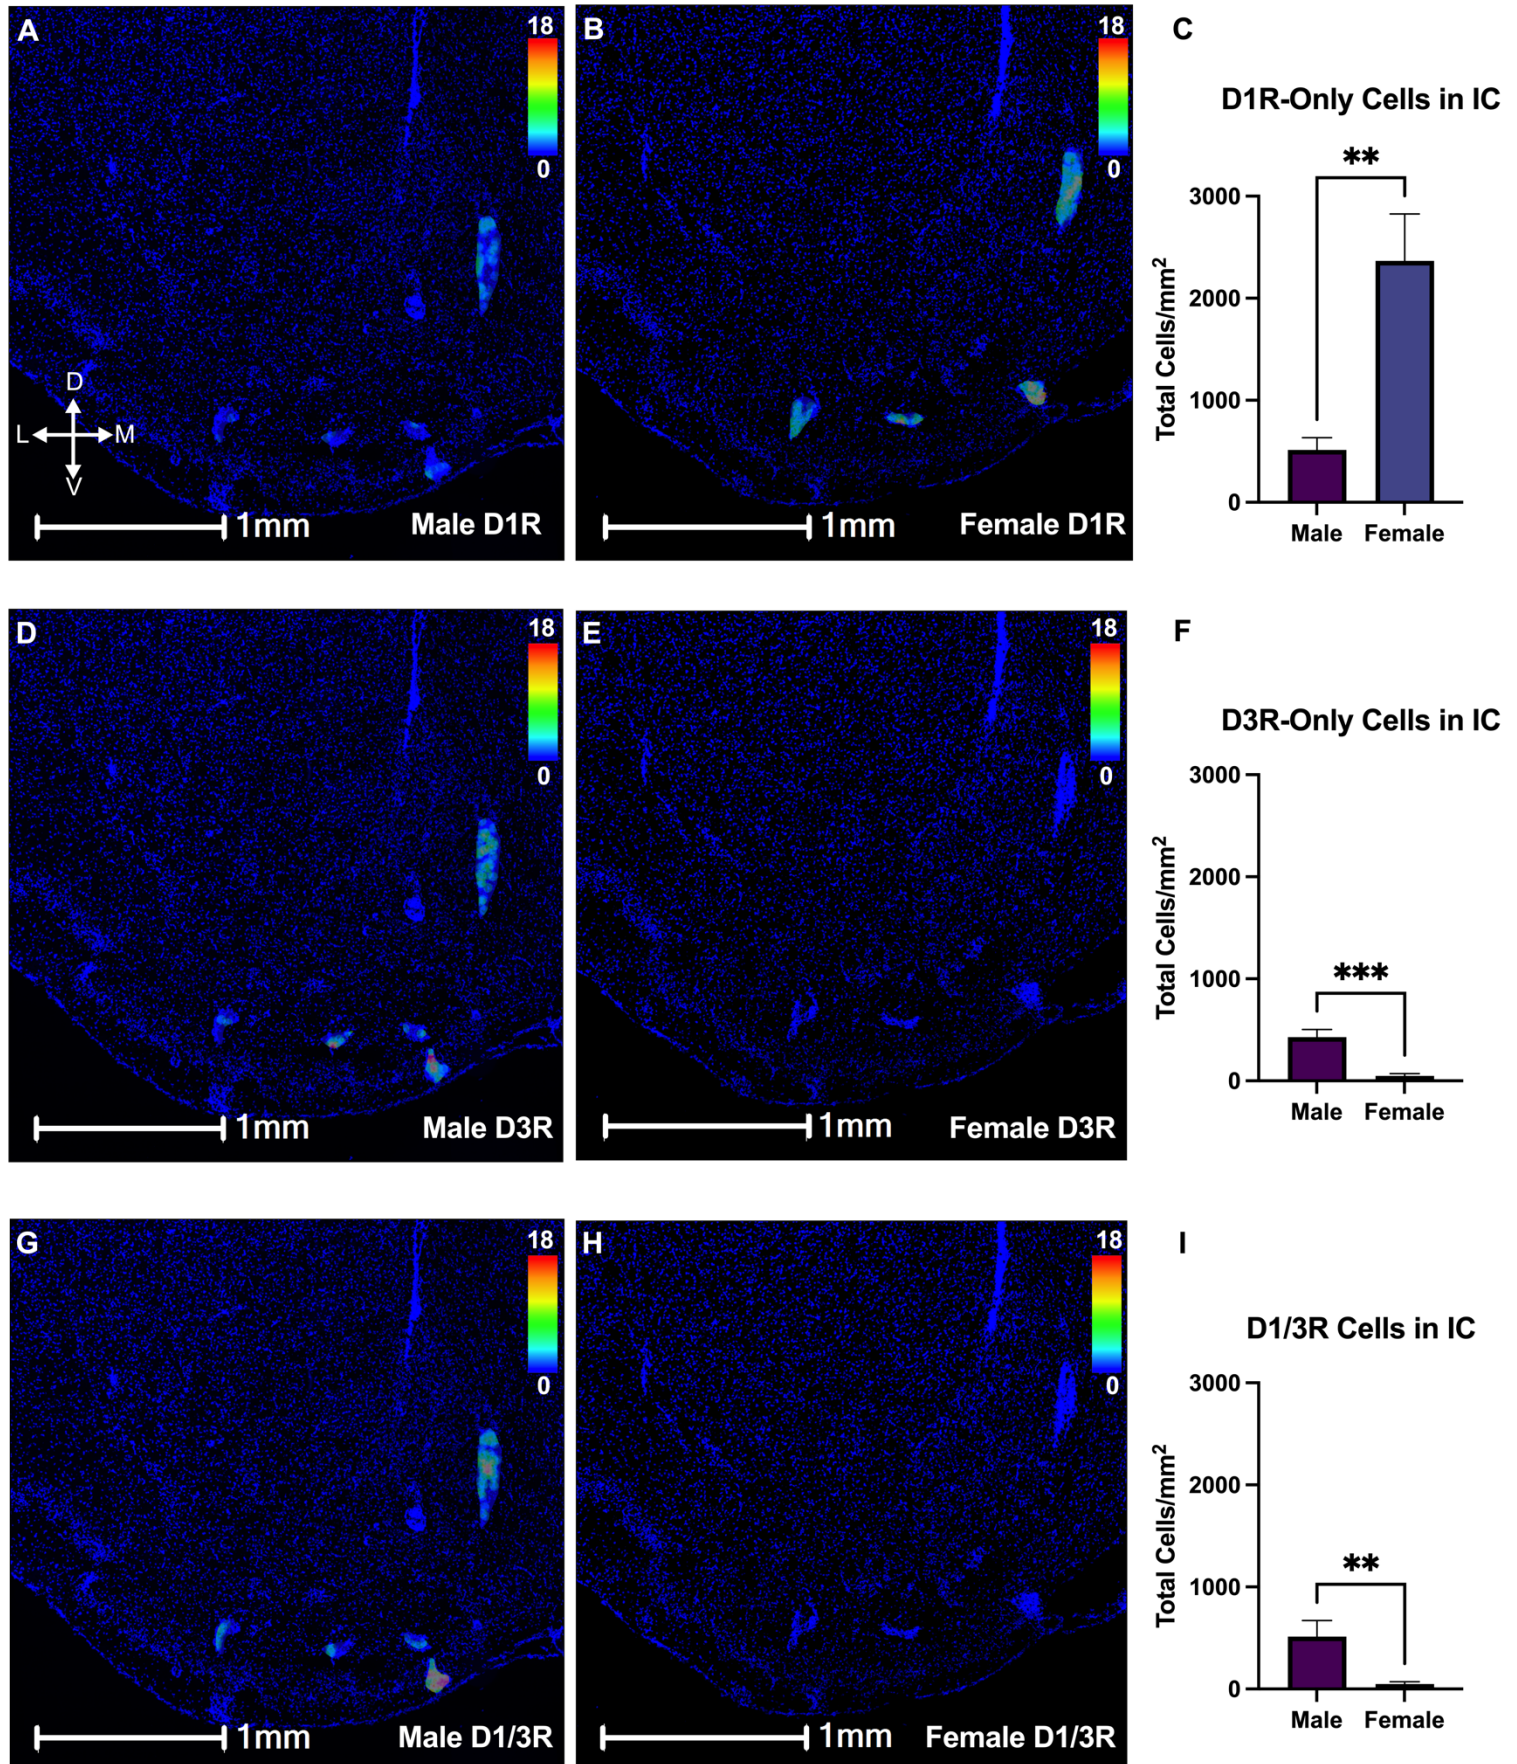 A
18
0
D
L
M
V
1mm
Male D1R
B
18
0
1mm
Female D1R
C
D1R-Only Cells in IC
**
Total Cells/mm²
3000
2000
1000
0
Male Female
D
18
0
1mm
Male D3R
E
18
0
1mm
Female D3R
F
D3R-Only Cells in IC
***
Total Cells/mm²
3000
2000
1000
0
Male Female
G
18
0
1mm
Male D1/3R
H
18
0
1mm
Female D1/3R
I
D1/3R Cells in IC
**
Total Cells/mm²
3000
2000
1000
0
Male Female